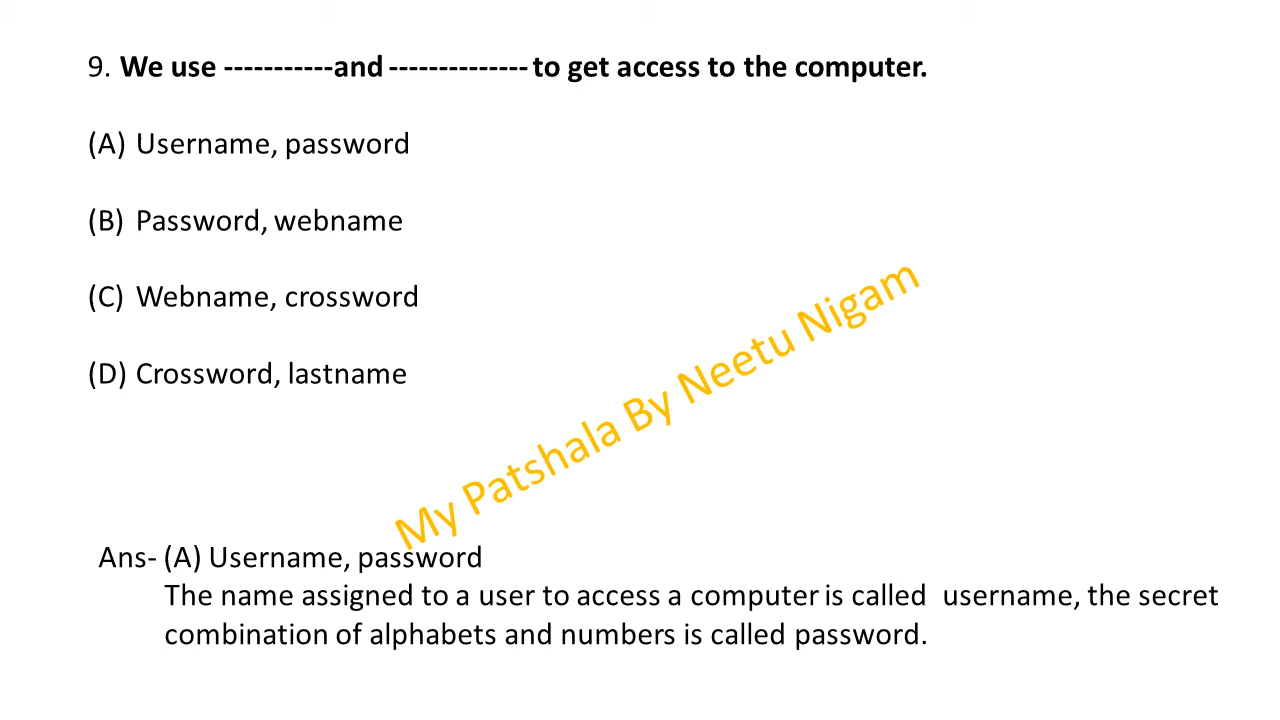 9. We use -----------and -------------- to get access to the computer.
(A) Username, password
(B) Password, webname
(C) Webname, crossword
(D) Crossword, lastname
My Patshala By Neetu Nigam
Ans- (A) Username, password
The name assigned to a user to access a computer is called  username, the secret
combination of alphabets and numbers is called password.